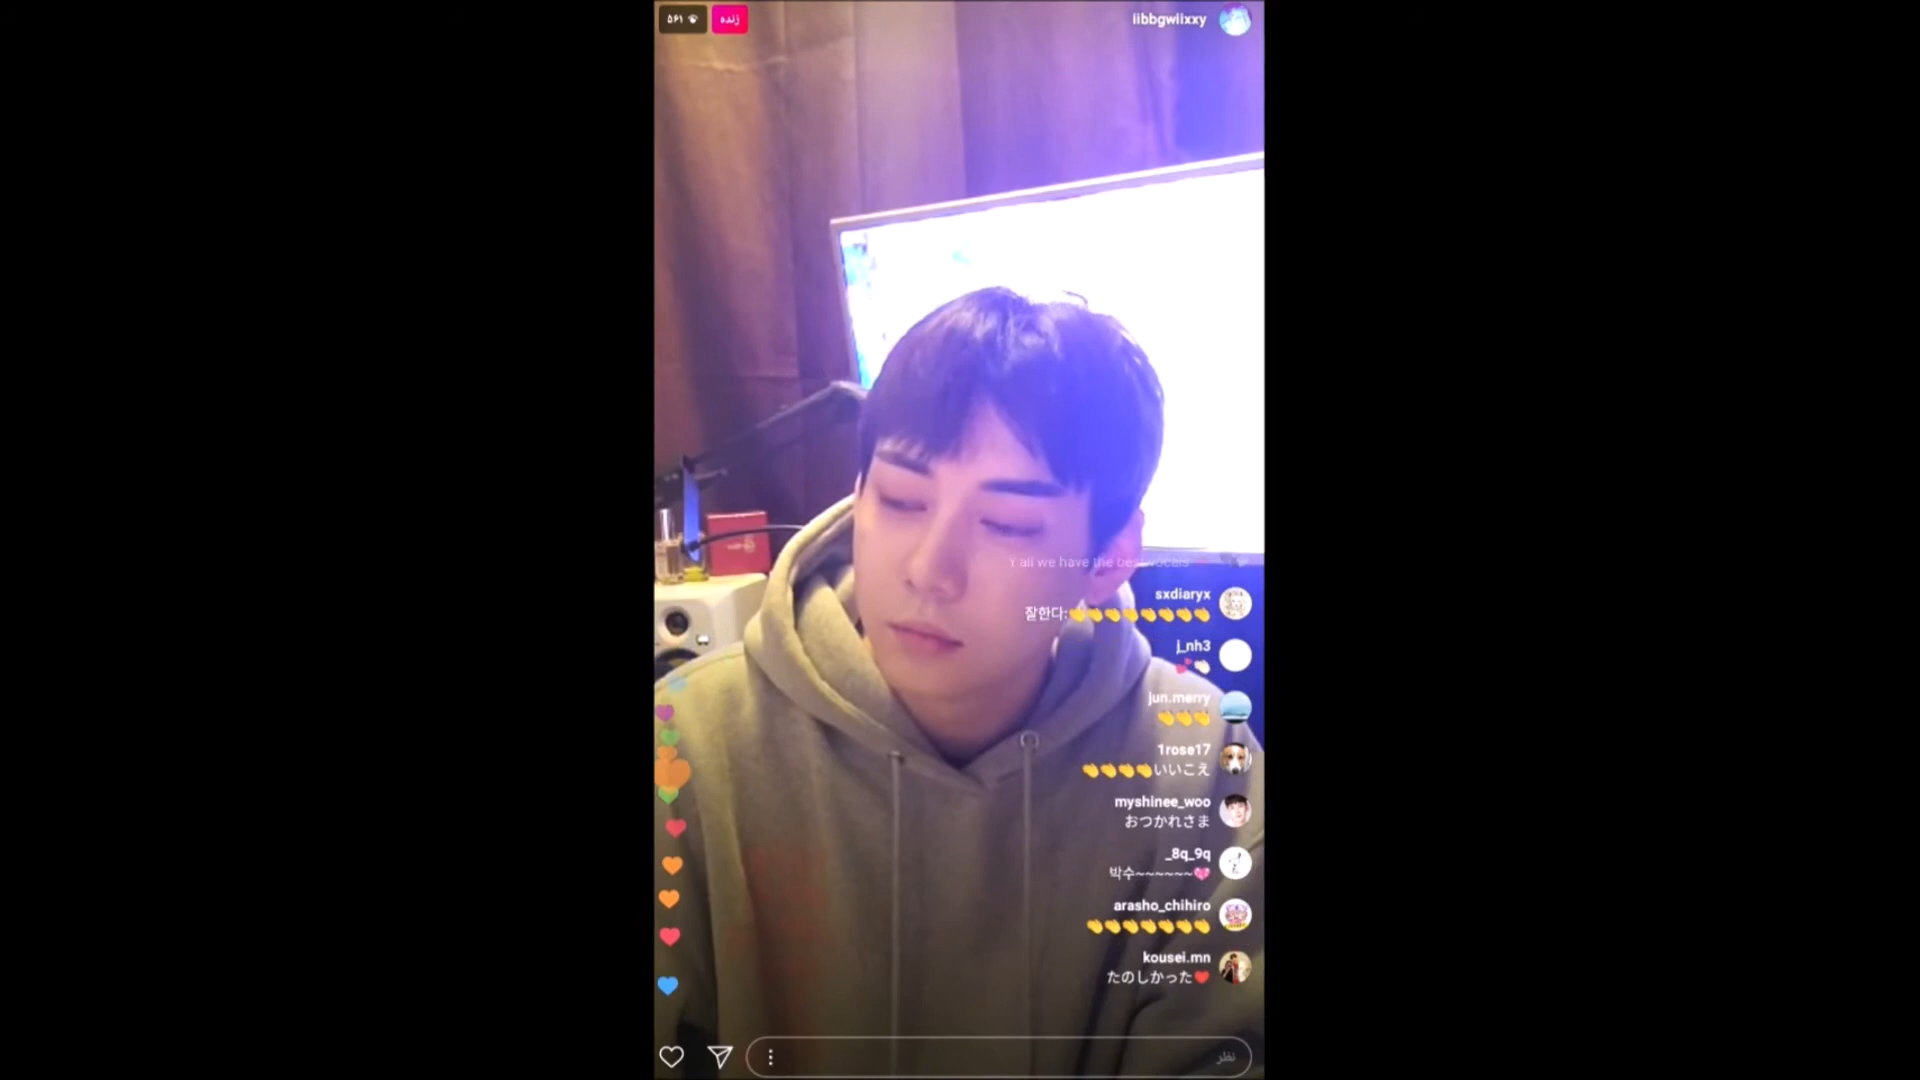 ۵۶۱
زنده
iibbgwiixxy
Y'all we have the best vocals
sxdiaryx
잘한다:👏👏👏👏👏👏👏👏
j_nh3
💕👏🏻
jun.merry
👏👏👏
1rose17
👏👏👏👏いいこえ
myshinee_woo
おつかれさま
_8q_9q
박수~~~~~~💖
arasho_chihiro
👏👏👏👏👏👏👏
kousei.mn
たのしかった❤️
نظر